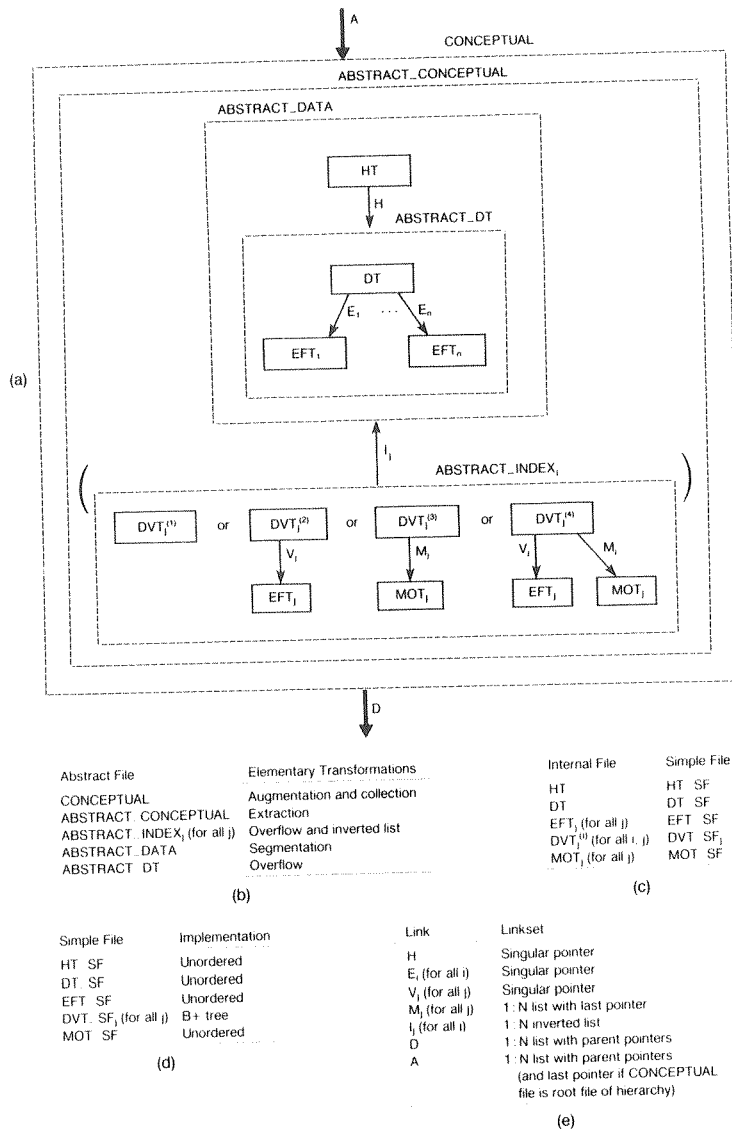 A
CONCEPTUAL
ABSTRACT_CONCEPTUAL
ABSTRACT_DATA
HT
H
ABSTRACT_DT
DT
E₁ ... Eₙ
EFT₁ EFTₙ
(a)
Iⱼ
ABSTRACT_INDEXⱼ
( )
DVTⱼ⁽¹⁾ or DVTⱼ⁽²⁾ or DVTⱼ⁽³⁾ or DVTⱼ⁽⁴⁾
Vⱼ Mⱼ Vⱼ Mⱼ
EFTⱼ MOTⱼ EFTⱼ MOTⱼ
D
Abstract File Elementary Transformations
CONCEPTUAL Augmentation and collection
ABSTRACT_CONCEPTUAL Extraction
ABSTRACT_INDEXⱼ (for all j) Overflow and inverted list
ABSTRACT_DATA Segmentation
ABSTRACT_DT Overflow
(b)
Internal File Simple File
HT HT_SF
DT DT_SF
EFTⱼ (for all j) EFT_SF
DVTⱼ⁽ⁱ⁾ (for all i, j) DVT_SFⱼ
MOTⱼ (for all j) MOT_SF
(c)
Simple File Implementation
HT_SF Unordered
DT_SF Unordered
EFT_SF Unordered
DVT_SFⱼ (for all j) B+ tree
MOT_SF Unordered
(d)
Link Linkset
H Singular pointer
Eᵢ (for all i) Singular pointer
Vⱼ (for all j) Singular pointer
Mⱼ (for all j) 1 : N list with last pointer
Iⱼ (for all j) 1 : N inverted list
D 1 : N list with parent pointers
A 1 : N list with parent pointers
(and last pointer if CONCEPTUAL
file is root file of hierarchy)
(e)